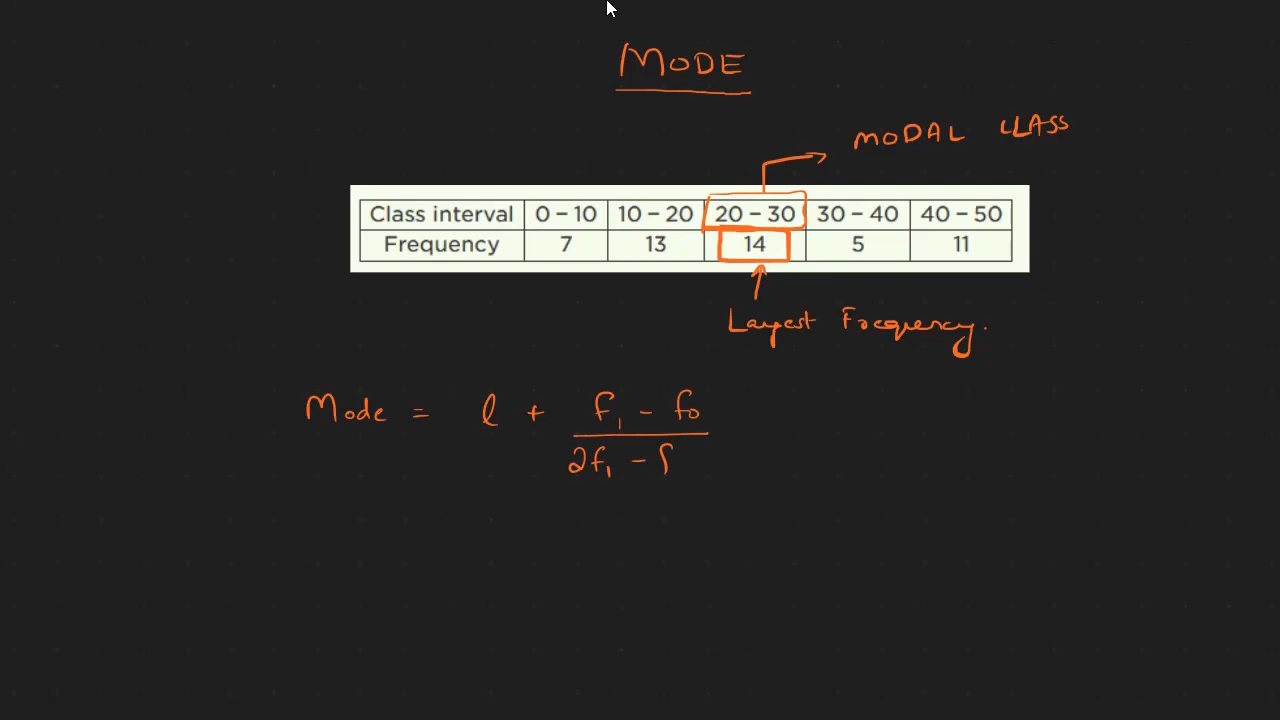 MODE
MODAL CLASS
Class interval 0 – 10 10 – 20 20 – 30 30 – 40 40 – 50
Frequency 7 13 14 5 11
Largest Frequency.
Mode = l + f₁ - f₀
2f₁ - f